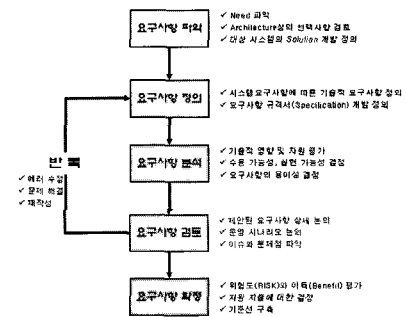 요구사항 파악
✓ Need 파악
✓ Architecture상의 선택사항 검토
✓ 대상 시스템의 Solution 개발 정의
요구사항 정의
✓ 시스템요구사항에 따른 기술적 요구사항 정의
✓ 요구사항 규격서(Specification) 개발 정의
요구사항 분석
✓ 기술적 영향 및 자원 평가
✓ 수용 가능성, 실현 가능성 결정
✓ 요구사항의 용이성 결정
반복
✓ 에러 수정
✓ 문제 해결
✓ 재작성
요구사항 검토
✓ 제안된 요구사항 상세 논의
✓ 운영 시나리오 논의
✓ 이슈와 문제점 파악
요구사항 확정
✓ 위험도(RISK)와 이득(Benefit) 평가
✓ 자원 지출에 대한 결정
✓ 기준선 구축